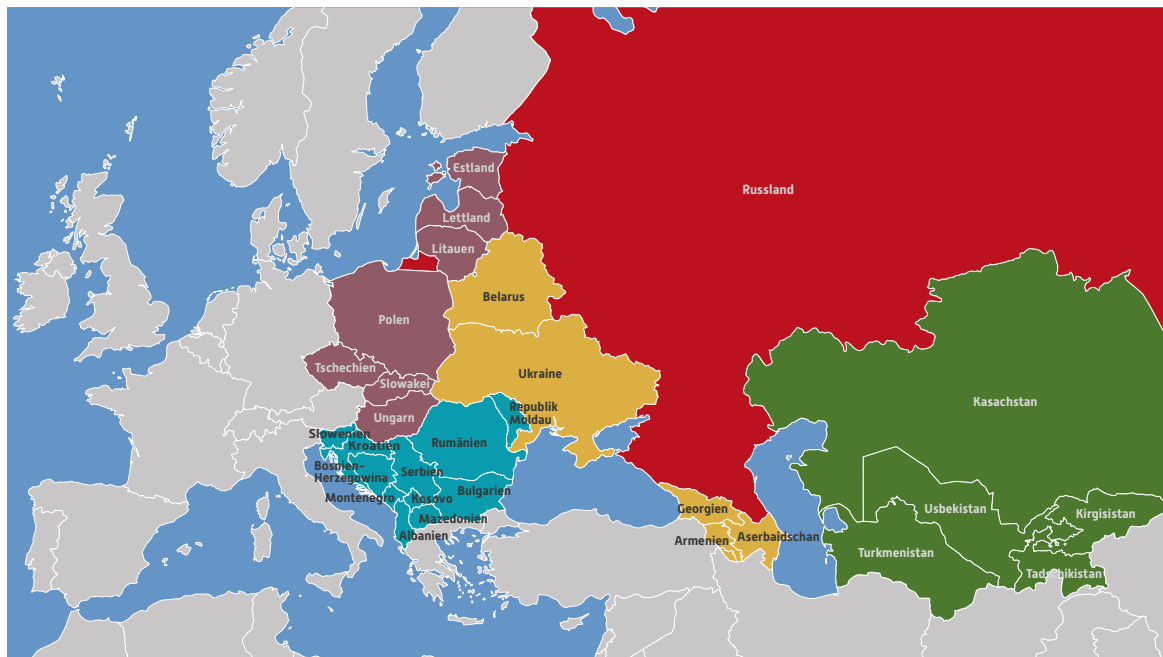 Estland
Russland
Lettland
Litauen
Belarus
Polen
Tschechien
Ukraine
Slowakei
Kasachstan
Republik
Moldau
Ungarn
Slowenien
Kroatien
Rumänien
Bosnien-
Herzegowina
Serbien
Montenegro
Kosovo
Bulgarien
Georgien
Usbekistan
Kirgisistan
Mazedonien
Albanien
Armenien
Aserbaidschan
Turkmenistan
Tadschikistan